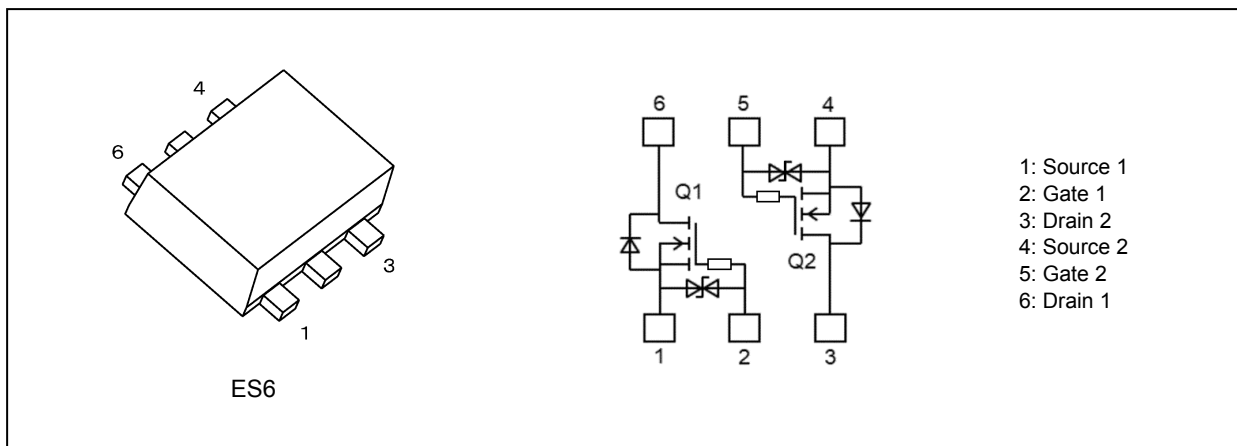 4
6
3
1
ES6
6 5 4
Q1
Q2
1 2 3
1: Source 1
2: Gate 1
3: Drain 2
4: Source 2
5: Gate 2
6: Drain 1